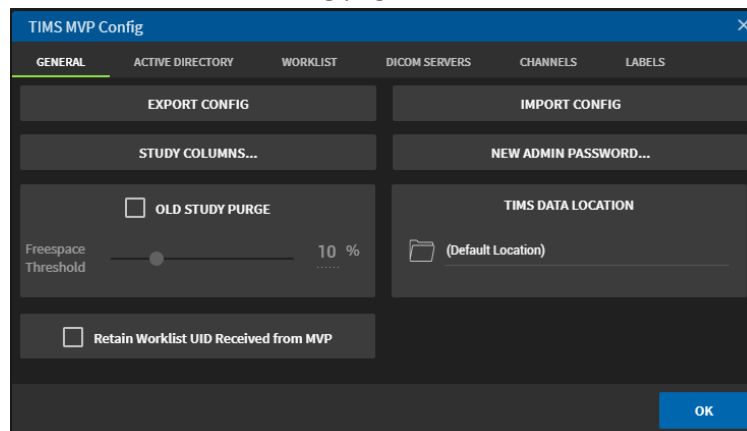 TIMS MVP Config
GENERAL ACTIVE DIRECTORY WORKLIST DICOM SERVERS CHANNELS LABELS
EXPORT CONFIG IMPORT CONFIG
STUDY COLUMNS... NEW ADMIN PASSWORD...
OLD STUDY PURGE
Freespace
Threshold
10 %
TIMS DATA LOCATION
(Default Location)
Retain Worklist UID Received from MVP
OK